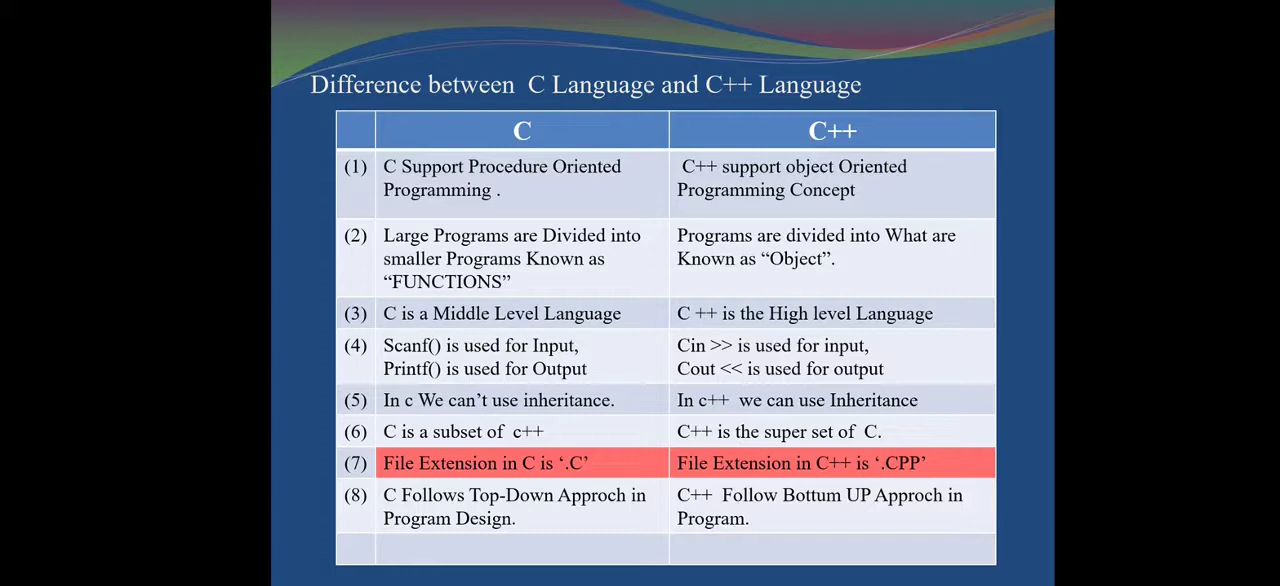 Difference between C Language and C++ Language
C C++
(1) C Support Procedure Oriented C++ support object Oriented
Programming . Programming Concept
(2) Large Programs are Divided into Programs are divided into What are
smaller Programs Known as Known as “Object”.
“FUNCTIONS”
(3) C is a Middle Level Language C ++ is the High level Language
(4) Scanf() is used for Input, Cin >> is used for input,
Printf() is used for Output Cout << is used for output
(5) In c We can’t use inheritance. In c++ we can use Inheritance
(6) C is a subset of c++ C++ is the super set of C.
(7) File Extension in C is ‘.C’ File Extension in C++ is ‘.CPP’
(8) C Follows Top-Down Approch in C++ Follow Bottum UP Approch in
Program Design. Program.